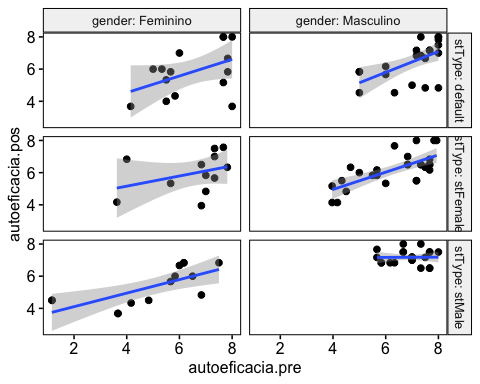 gender: Feminino
gender: Masculino
8
6
4
stType: default
8
6
4
stType: stFemale
8
6
4
stType: stMale
2
4
6
8
2
4
6
8
autoeficacia.pre
autoeficacia.pos